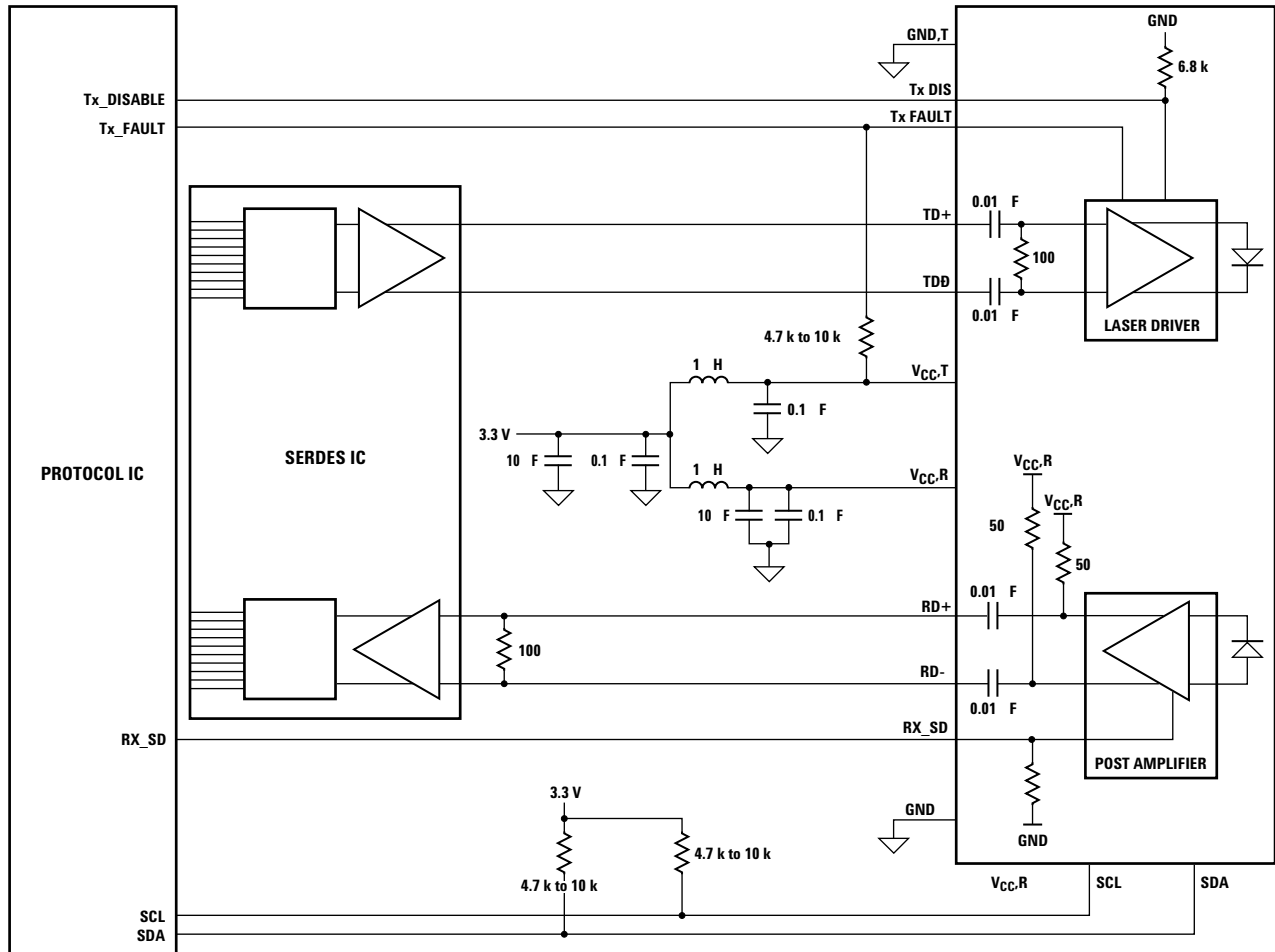 GND,T
GND
6.8 k
Tx_DISABLE
Tx DIS
Tx_FAULT
Tx FAULT
0.01 F
TD+
100
TDÐ
0.01 F
LASER DRIVER
4.7 k to 10 k
1 H
VCC,T
0.1 F
3.3 V
10 F
0.1 F
SERDES IC
PROTOCOL IC
1 H
VCC,R
10 F
0.1 F
VCC,R
VCC,R
50
50
0.01 F
RD+
100
RD-
0.01 F
RX_SD
RX_SD
POST AMPLIFIER
3.3 V
GND
GND
4.7 k to 10 k
4.7 k to 10 k
VCC,R
SCL
SDA
SCL
SDA